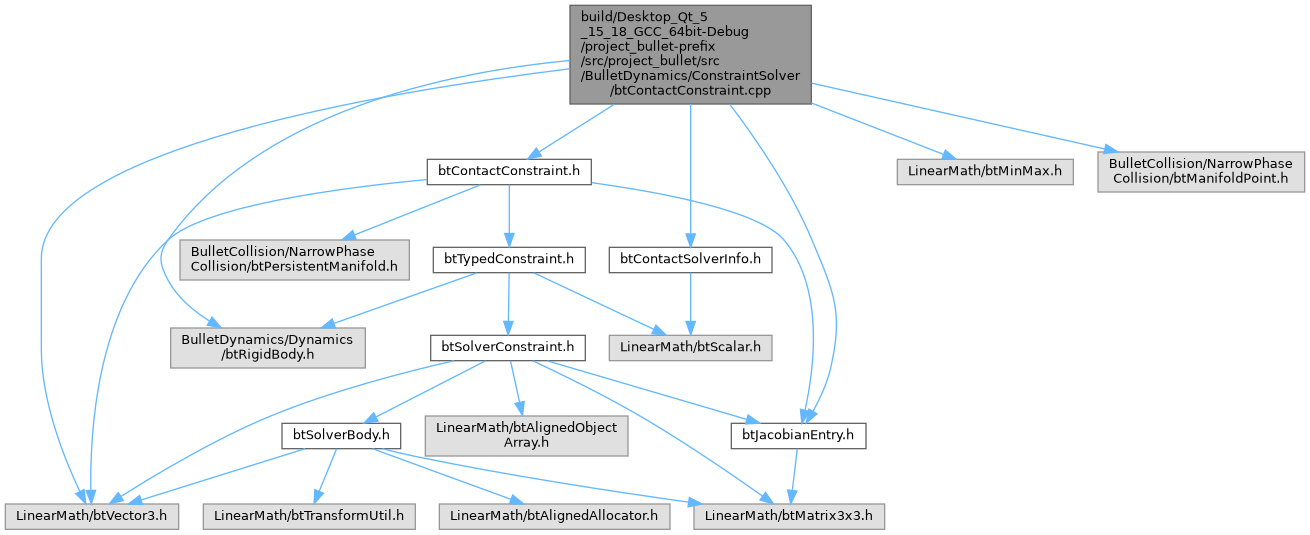 build/Desktop_Qt_5
_15_18_GCC_64bit-Debug
/project_bullet-prefix
/src/project_bullet/src
/BulletDynamics/ConstraintSolver
/btContactConstraint.cpp
btContactConstraint.h
LinearMath/btMinMax.h
BulletCollision/NarrowPhase
Collision/btManifoldPoint.h
BulletCollision/NarrowPhase
Collision/btPersistentManifold.h
btTypedConstraint.h
btContactSolverInfo.h
BulletDynamics/Dynamics
/btRigidBody.h
btSolverConstraint.h
LinearMath/btScalar.h
btSolverBody.h
LinearMath/btAlignedObject
Array.h
btJacobianEntry.h
LinearMath/btVector3.h
LinearMath/btTransformUtil.h
LinearMath/btAlignedAllocator.h
LinearMath/btMatrix3x3.h